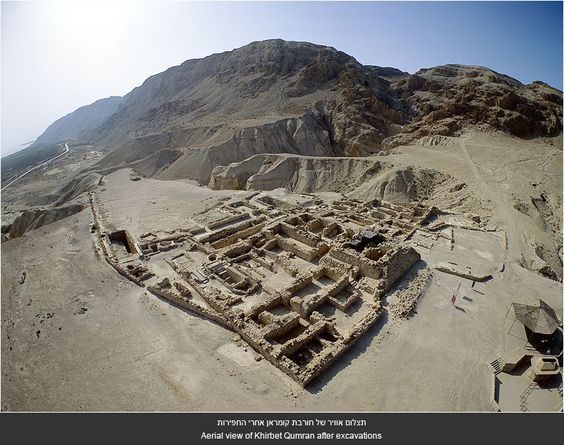 תצלום אוויר של חורבת קומראן אחרי החפירות
Aerial view of Khirbet Qumran after excavations